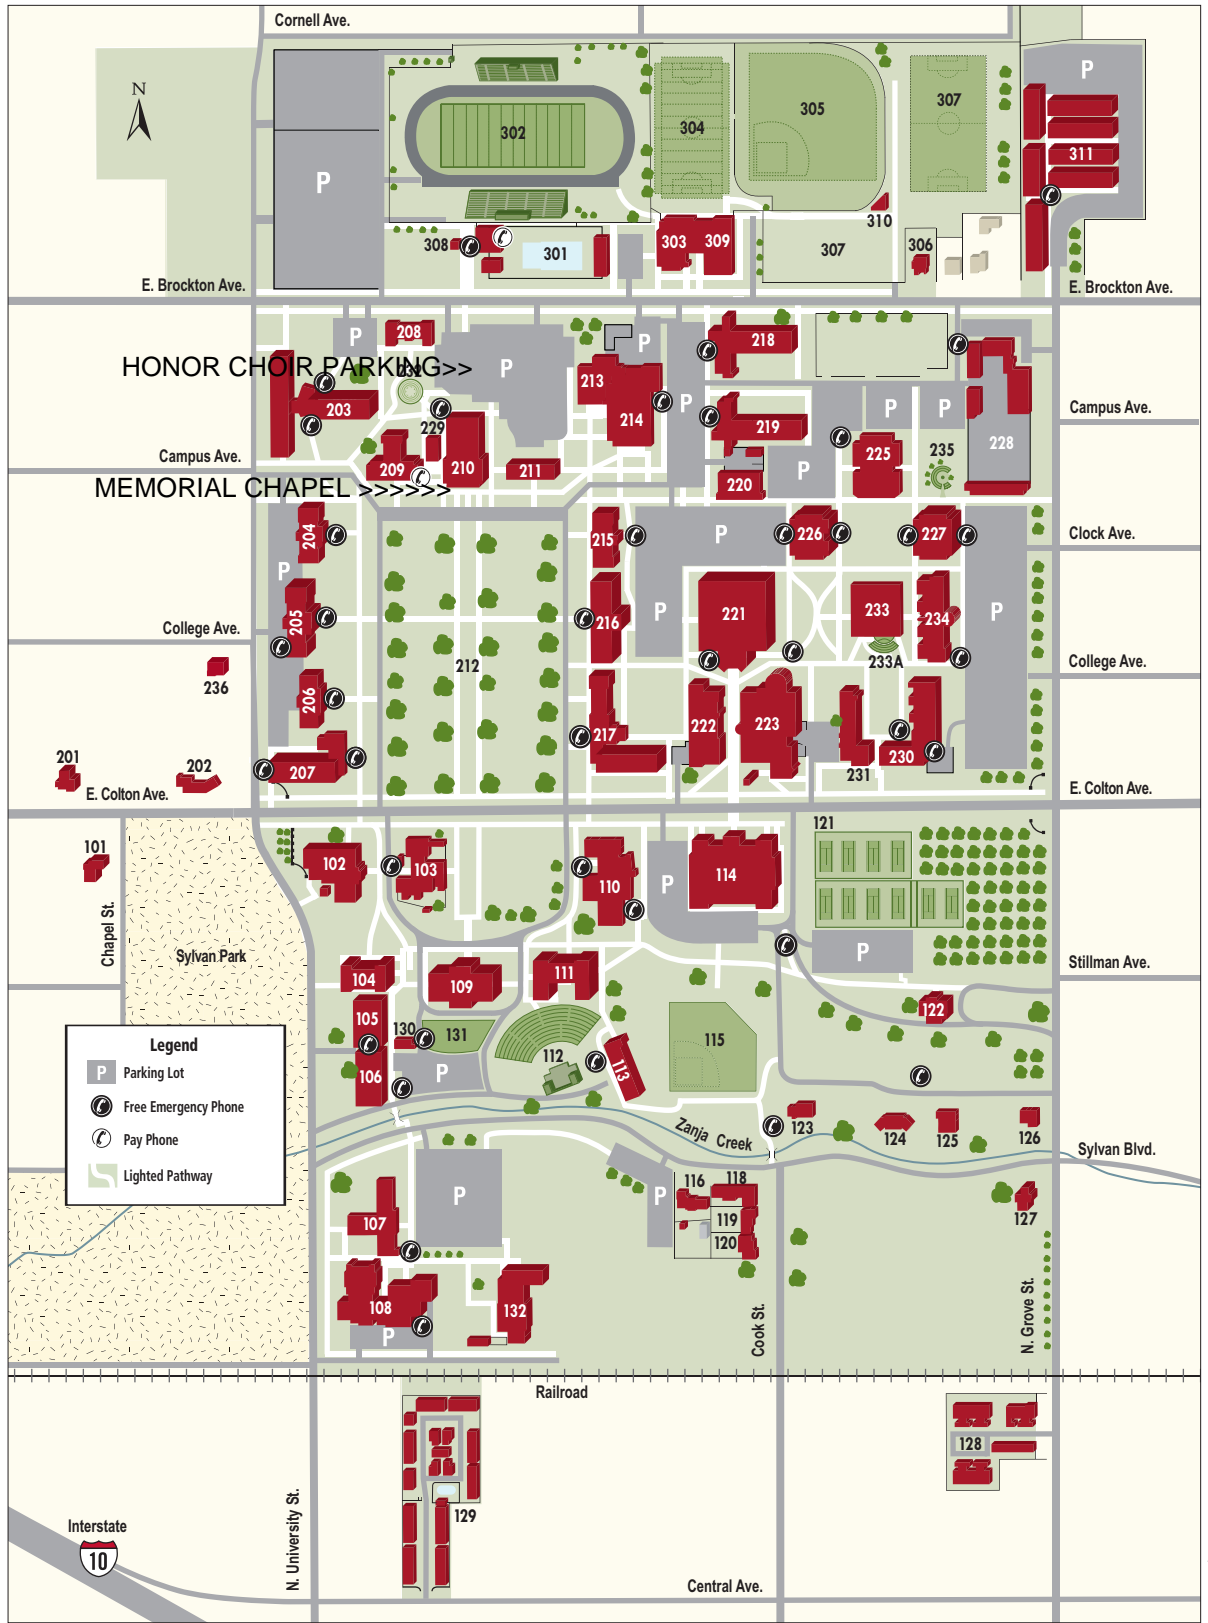 Cornell Ave.
N
P
P
302
304
305
307
311
310
308
301
303
309
307
306
E. Brockton Ave.
E. Brockton Ave.
P
208
P
P
218
HONOR CHOIR PARKING>>
232
213
P
203
214
219
P
P
Campus Ave.
229
225
235
228
Campus Ave.
209
210
211
220
P
MEMORIAL CHAPEL >>>>>>
204
215
P
226
227
Clock Ave.
P
205
216
P
221
233
234
P
College Ave.
212
233A
College Ave.
236
206
217
222
223
201
202
207
231
230
E. Colton Ave.
E. Colton Ave.
101
102
103
110
P
114
121
Chapel St.
Sylvan Park
104
109
111
P
Stillman Ave.
105
130
131
112
113
115
122
106
P
Legend
P Parking Lot
Free Emergency Phone
Pay Phone
Lighted Pathway
Zanja Creek
123
124
125
126
Sylvan Blvd.
107
P
P
116
118
119
120
127
108
P
132
Cook St.
N. Grove St.
Railroad
128
129
N. University St.
Interstate
10
Central Ave.